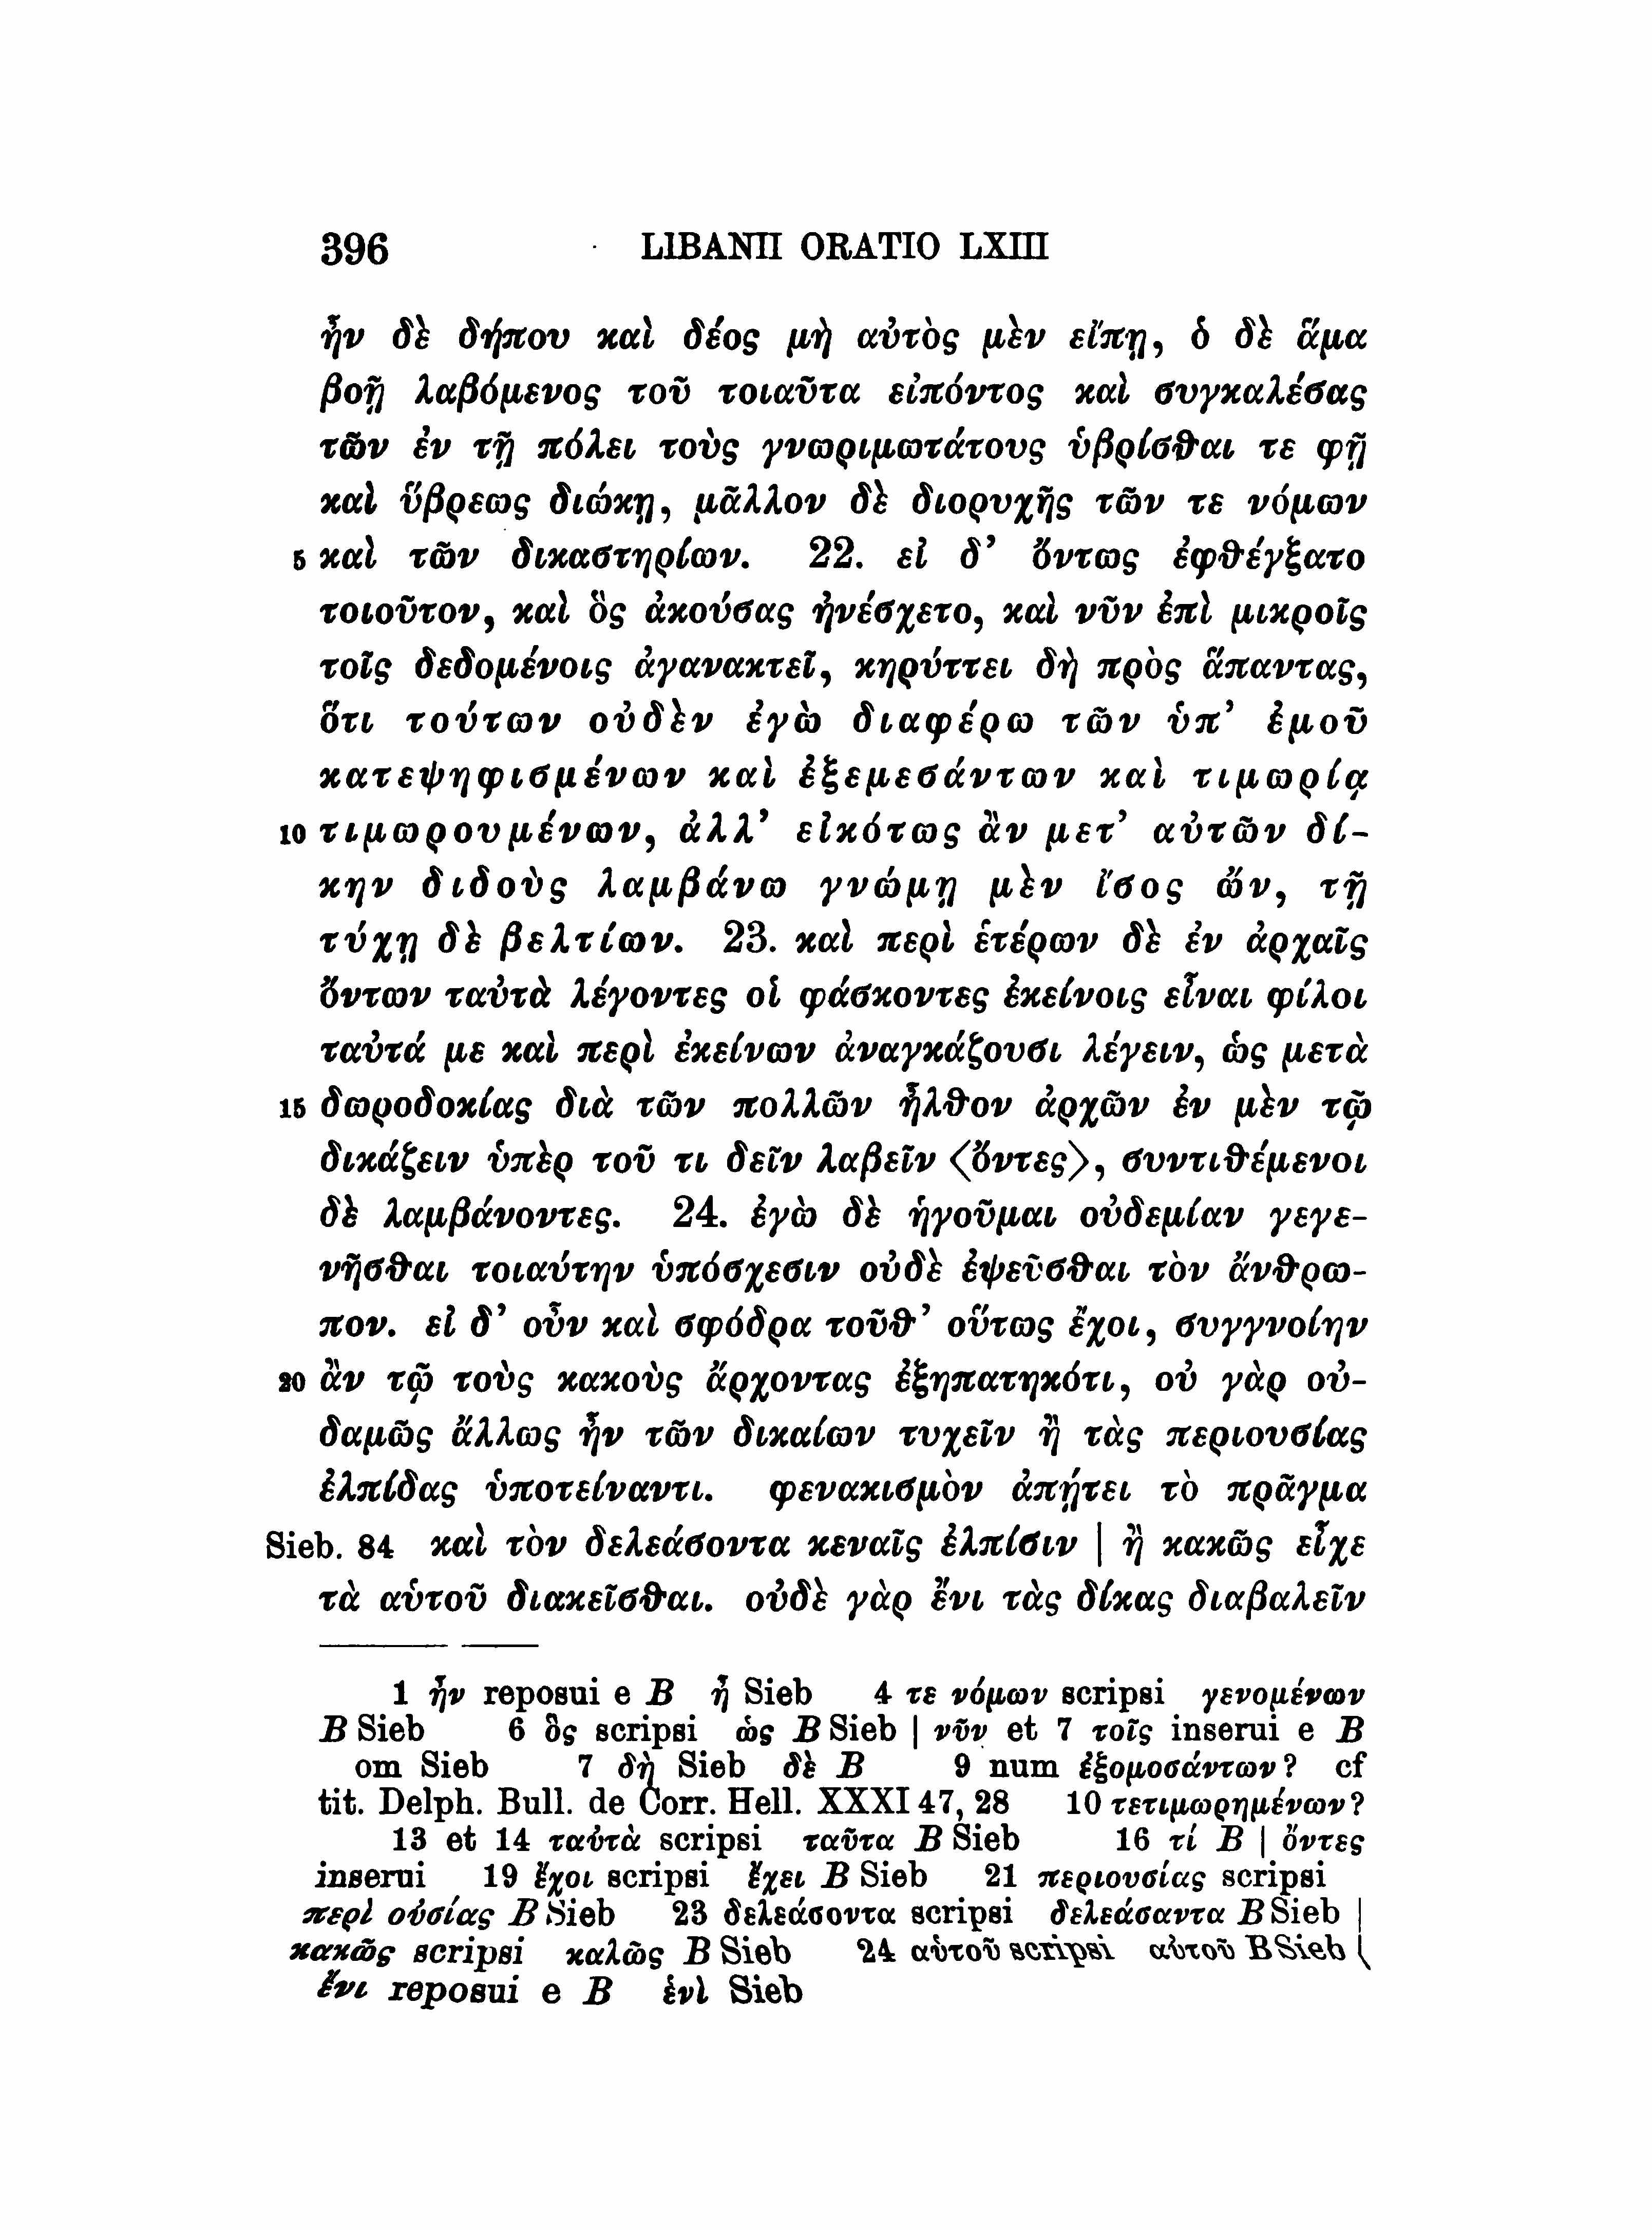 396 LIBANII ORATIO LXIII
ἦν δὲ δήπου καὶ δέος μὴ αὐτὸς μὲν εἴπῃ, ὁ δὲ ἅμα
βοῇ λαβόμενος τοῦ τοιαῦτα εἰπόντος καὶ συγκαλέσας
τῶν ἐν τῇ πόλει τοὺς γνωριμωτάτους ὑβρίσθαι τε φῇ
καὶ ὕβρεως διώκῃ, μᾶλλον δὲ διορυχῆς τῶν τε νόμων
5 καὶ τῶν δικαστηρίων. 22. εἰ δ’ ὄντως ἐφθέγξατο
τοιοῦτον, καὶ ὃς ἀκούσας ἠνέσχετο, καὶ νῦν ἐπὶ μικροῖς
τοῖς δεδομένοις ἀγανακτεῖ, κηρύττει δὴ πρὸς ἅπαντας,
ὅτι τούτων οὐδὲν ἐγὼ διαφέρω τῶν ὑπ’ ἐμοῦ
κατεψηφισμένων καὶ ἐξεμεσάντων καὶ τιμωρίᾳ
10 τιμωρουμένων, ἀλλ’ εἰκότως ἂν μετ’ αὐτῶν δί-
κην διδοὺς λαμβάνω γνώμῃ μὲν ἴσος ὤν, τῇ
τύχῃ δὲ βελτίων. 23. καὶ περὶ ἑτέρων δὲ ἐν ἀρχαῖς
ὄντων ταὐτὰ λέγοντες οἱ φάσκοντες ἐκείνοις εἶναι φίλοι
ταὐτά με καὶ περὶ ἐκείνων ἀναγκάζουσι λέγειν, ὡς μετὰ
15 δωροδοκίας διὰ τῶν πολλῶν ἦλθον ἀρχῶν ἐν μὲν τῷ
δικάζειν ὑπὲρ τοῦ τι δεῖν λαβεῖν ⟨ὄντες⟩, συντιθέμενοι
δὲ λαμβάνοντες. 24. ἐγὼ δὲ ἡγοῦμαι οὐδεμίαν γεγε-
νῆσθαι τοιαύτην ὑπόσχεσιν οὐδὲ ἐψεῦσθαι τὸν ἄνθρω-
πον. εἰ δ’ οὖν καὶ σφόδρα τοῦθ’ οὕτως ἔχοι, συγγνοίην
20 ἂν τῷ τοὺς κακοὺς ἄρχοντας ἐξηπατηκότι, οὐ γὰρ οὐ-
δαμῶς ἄλλως ἦν τῶν δικαίων τυχεῖν ἢ τὰς περιουσίας
ἐλπίδας ὑποτείναντι. φενακισμὸν ἀπῄτει τὸ πρᾶγμα
Sieb. 84 καὶ τὸν δελεάσοντα κεναῖς ἐλπίσιν | ἢ κακῶς εἶχε
τὰ αὑτοῦ διακεῖσθαι. οὐδὲ γὰρ ἔνι τὰς δίκας διαβαλεῖν
1 ἦν reposui e B ἦ Sieb 4 τε νόμων scripsi γενομένων
B Sieb 6 ὃς scripsi ὡς B Sieb | νῦν et 7 τοῖς inserui e B
om Sieb 7 δὴ Sieb δὲ B 9 num ἐξομοσάντων? cf
tit. Delph. Bull. de Corr. Hell. XXXI 47, 28 10 τετιμωρημένων?
13 et 14 ταὐτὰ scripsi ταῦτα B Sieb 16 τί B | ὄντες
inserui 19 ἔχοι scripsi ἔχει B Sieb 21 περιουσίας scripsi
περὶ οὐσίας B Sieb 23 δελεάσοντα scripsi δελεάσαντα B Sieb |
κακῶς scripsi καλῶς B Sieb 24 αὑτοῦ scripsi αὐτοῦ B Sieb |
ἔνι reposui e B ἑνὶ Sieb